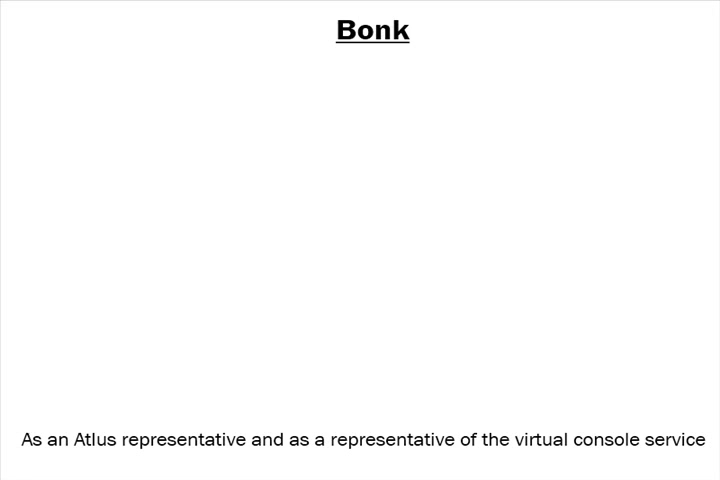 Bonk
As an Atlus representative and as a representative of the virtual console service